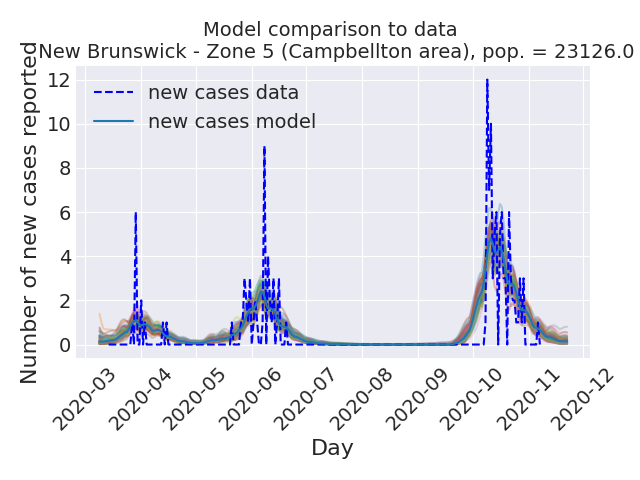 Model comparison to data
New Brunswick - Zone 5 (Campbellton area), pop. = 23126.0
Number of new cases reported
12
10
8
6
4
2
0
new cases data
new cases model
2020-03
2020-04
2020-05
2020-06
2020-07
2020-08
2020-09
2020-10
2020-11
2020-12
Day